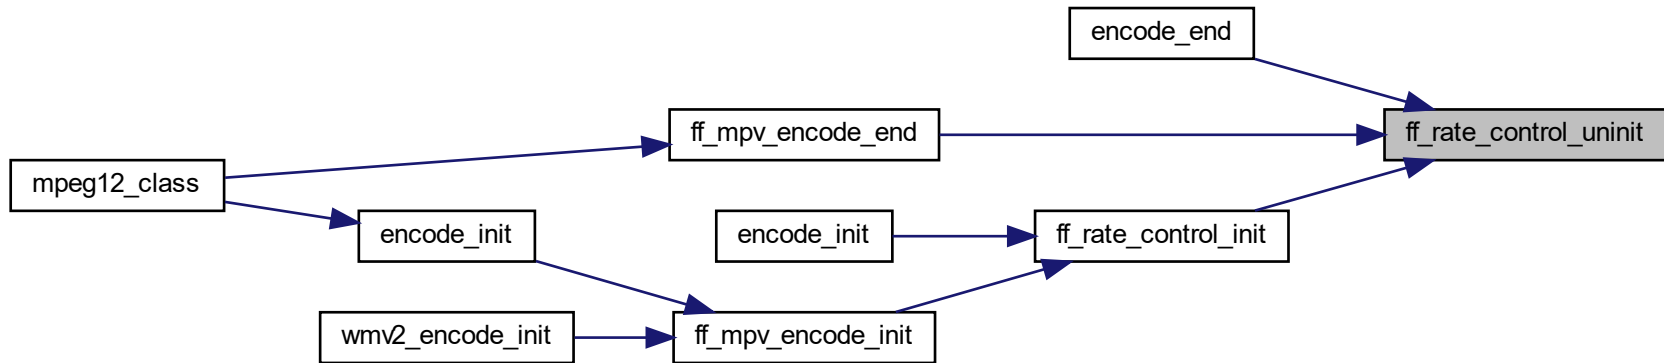 encode_end
ff_mpv_encode_end
ff_rate_control_uninit
mpeg12_class
encode_init
encode_init
ff_rate_control_init
wmv2_encode_init
ff_mpv_encode_init